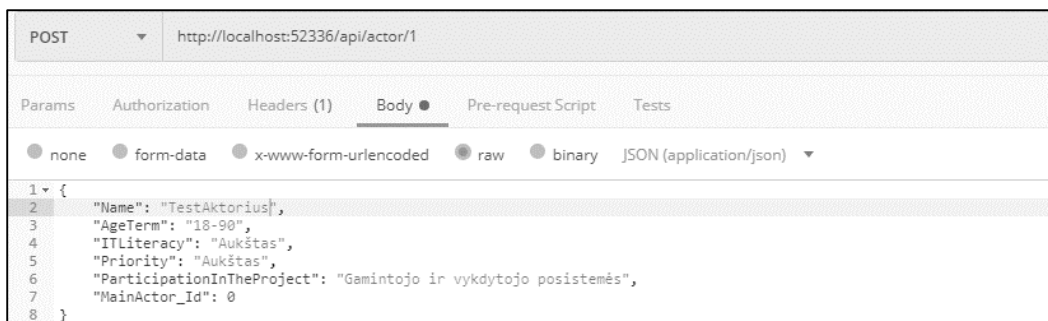 POST http://localhost:52336/api/actor/1
Params Authorization Headers (1) Body Pre-request Script Tests
none form-data x-www-form-urlencoded raw binary JSON (application/json)
1 {
2 "Name": "TestAktorius",
3 "AgeTerm": "18-90",
4 "ITLiteracy": "Aukštas",
5 "Priority": "Aukštas",
6 "ParticipationInTheProject": "Gamintojo ir vykdytojo posistemės",
7 "MainActor_Id": 0
8 }